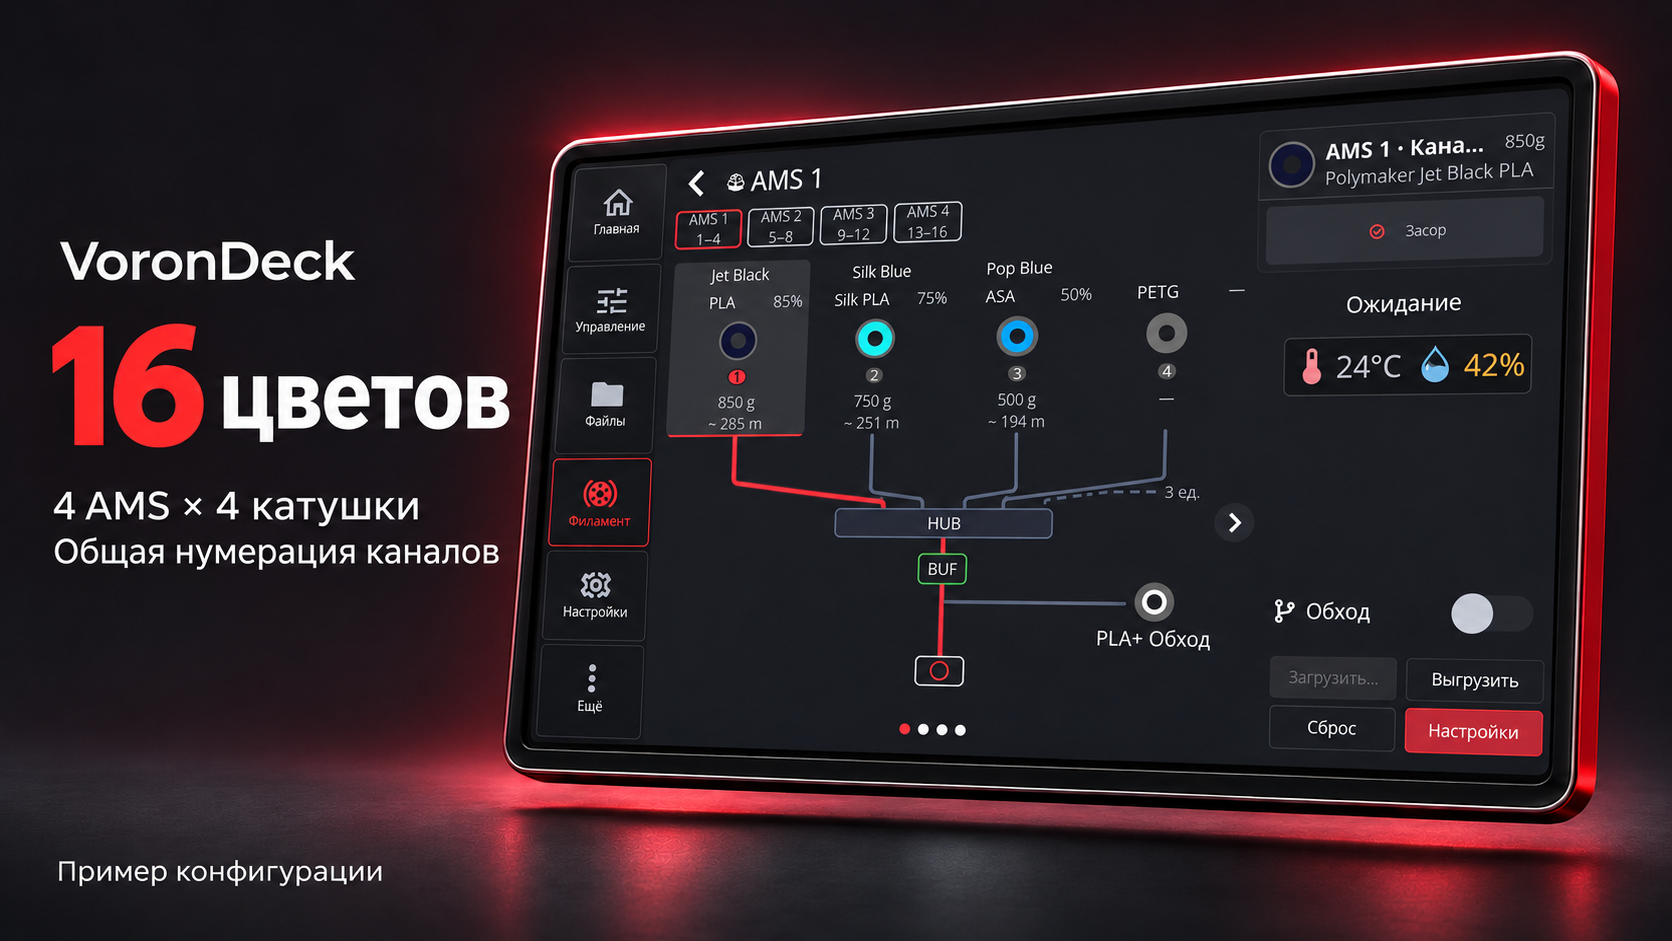 VoronDeck
16 цветов
4 AMS × 4 катушки
Общая нумерация каналов
Пример конфигурации
Главная
Управление
Файлы
Филамент
Настройки
Ещё
AMS 1
AMS 1
1–4
AMS 2
5–8
AMS 3
9–12
AMS 4
13–16
Jet Black
PLA 85%
1
850 g
~ 285 m
Silk Blue
Silk PLA 75%
2
750 g
~ 251 m
Pop Blue
ASA 50%
3
500 g
~ 194 m
PETG —
4
—
3 ед.
HUB
BUF
PLA+ Обход
AMS 1 · Кана... 850g
Polymaker Jet Black PLA
Засор
Ожидание
24°C 42%
Обход
Загрузить...
Выгрузить
Сброс
Настройки